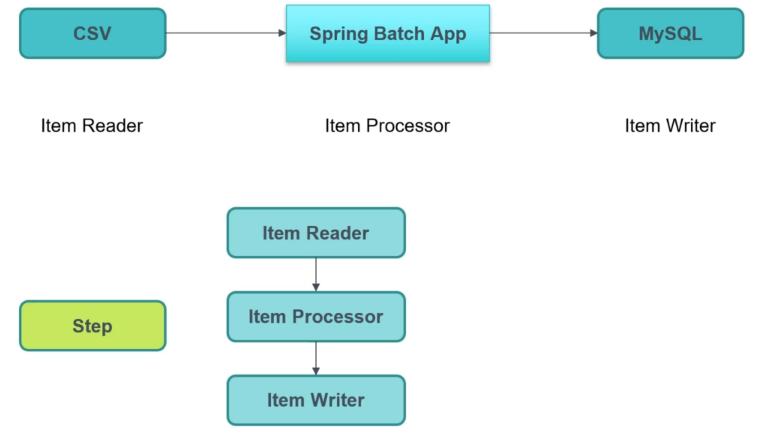 CSV
Spring Batch App
MySQL
Item Reader
Item Processor
Item Writer
Item Reader
Item Processor
Step
Item Writer